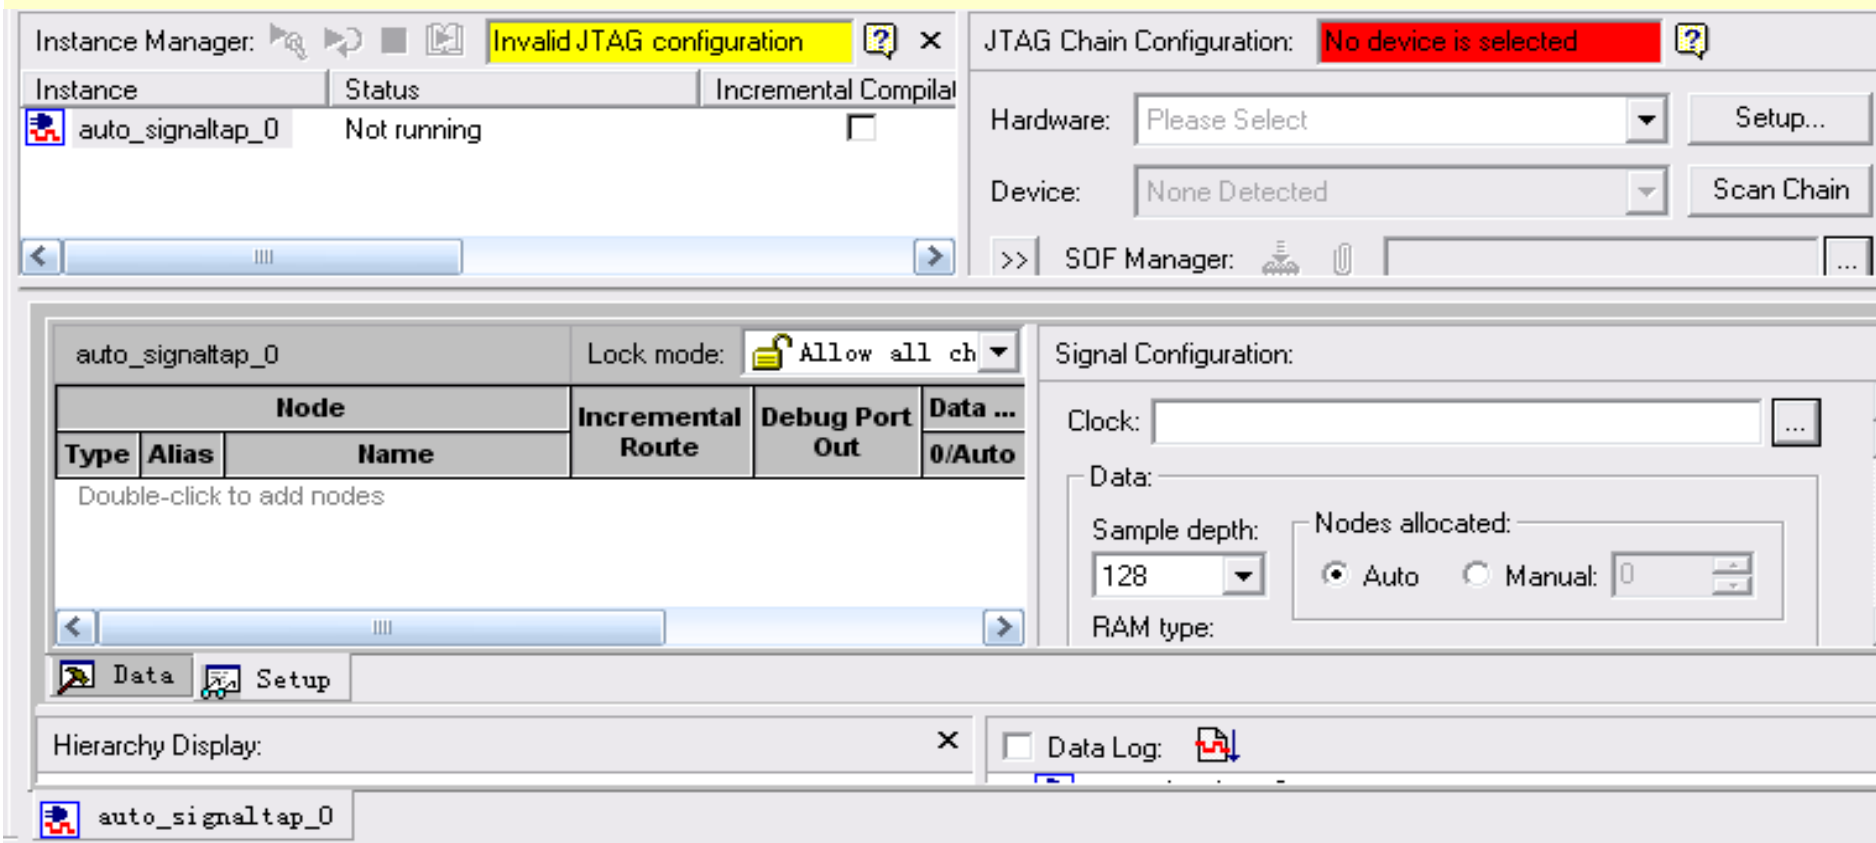 Instance Manager: Invalid JTAG configuration
Instance Status Incremental Compilat
auto_signaltap_0 Not running
JTAG Chain Configuration: No device is selected
Hardware: Please Select Setup...
Device: None Detected Scan Chain
>> SOF Manager: ...
auto_signaltap_0 Lock mode: Allow all ch
Node Incremental Route Debug Port Out Data ...
Type Alias Name 0/Auto
Double-click to add nodes
Signal Configuration:
Clock: ...
Data:
Sample depth: Nodes allocated:
128 Auto Manual: 0
RAM type:
Data Setup
Hierarchy Display:
Data Log:
auto_signaltap_0